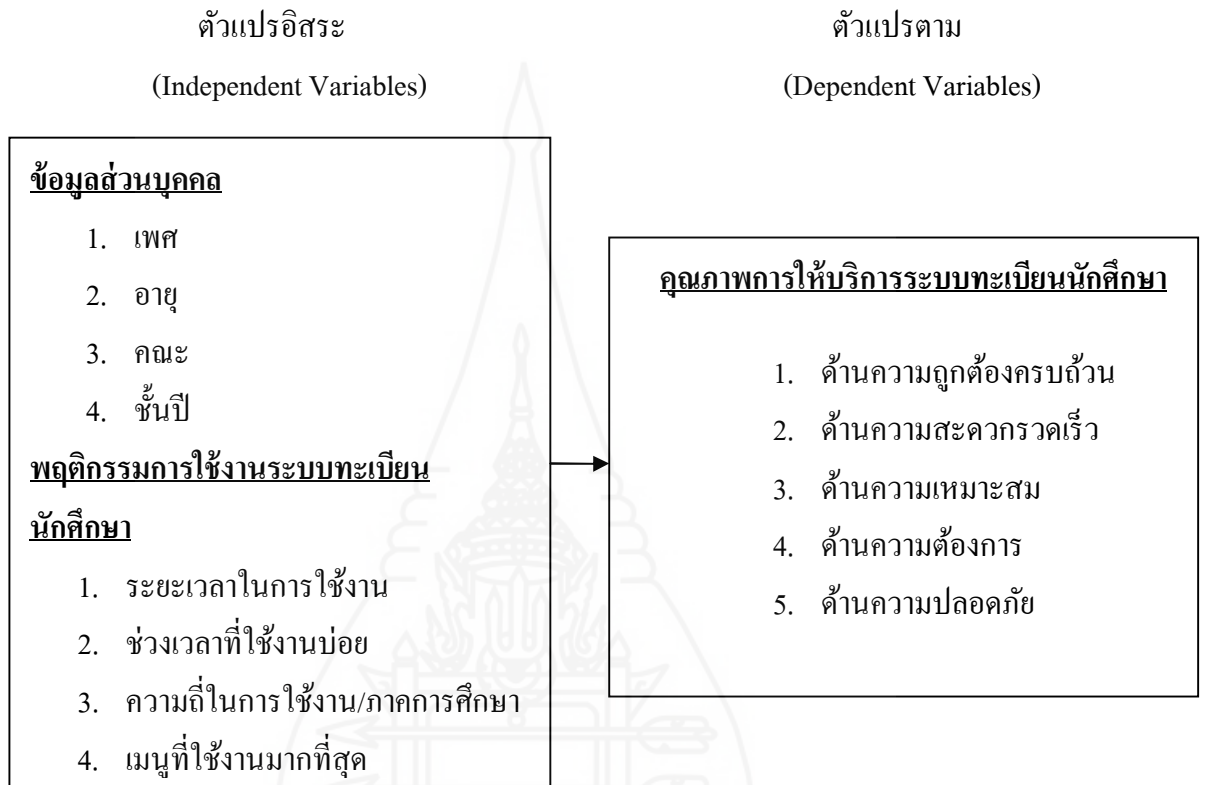 ตัวแปรอิสระ
(Independent Variables)
ข้อมูลส่วนบุคคล
1. เพศ
2. อายุ
3. คณะ
4. ชั้นปี
พฤติกรรมการใช้งานระบบทะเบียน
นักศึกษา
1. ระยะเวลาในการใช้งาน
2. ช่วงเวลาที่ใช้งานบ่อย
3. ความถี่ในการใช้งาน/ภาคการศึกษา
4. เมนูที่ใช้งานมากที่สุด
ตัวแปรตาม
(Dependent Variables)
คุณภาพการให้บริการระบบทะเบียนนักศึกษา
1. ด้านความถูกต้องครบถ้วน
2. ด้านความสะดวกรวดเร็ว
3. ด้านความเหมาะสม
4. ด้านความต้องการ
5. ด้านความปลอดภัย